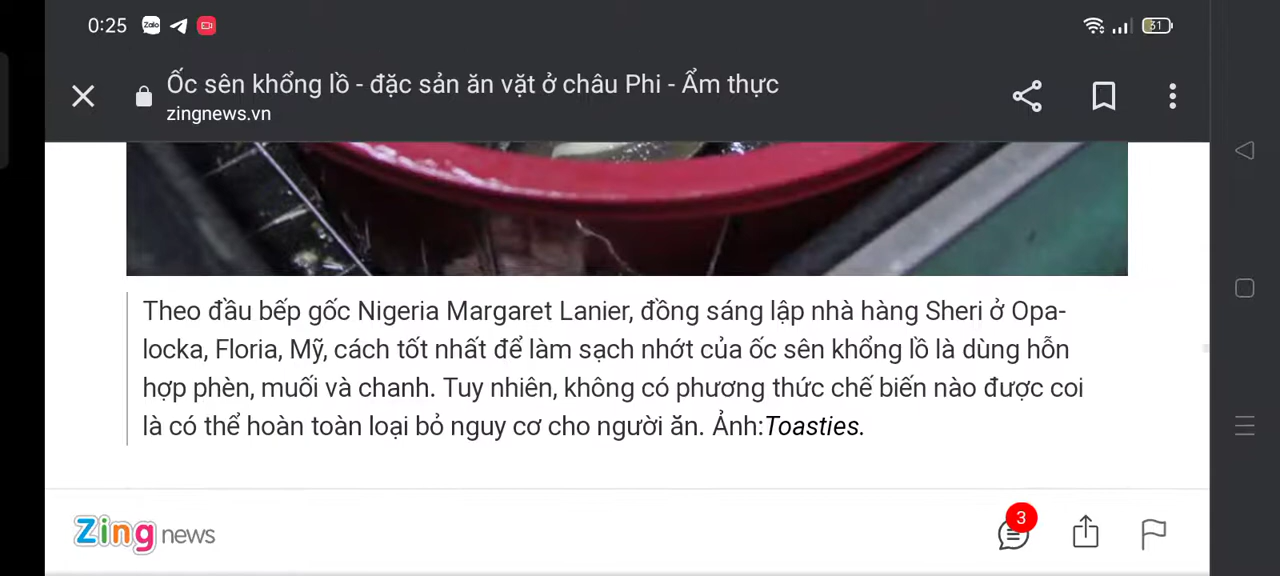 0:25 Zalo 31
Ốc sên khổng lồ - đặc sản ăn vặt ở châu Phi - Ẩm thực
zingnews.vn
Theo đầu bếp gốc Nigeria Margaret Lanier, đồng sáng lập nhà hàng Sheri ở Opa-
locka, Floria, Mỹ, cách tốt nhất để làm sạch nhớt của ốc sên khổng lồ là dùng hỗn
hợp phèn, muối và chanh. Tuy nhiên, không có phương thức chế biến nào được coi
là có thể hoàn toàn loại bỏ nguy cơ cho người ăn. Ảnh:Toasties.
Zing news 3